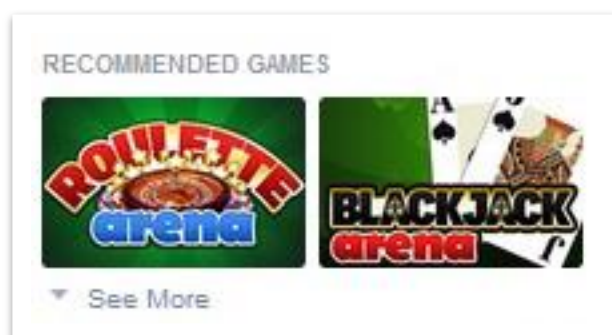 RECOMMENDED GAMES
ROULETTE
arena
A J
BLACKJACK
arena
J
See More